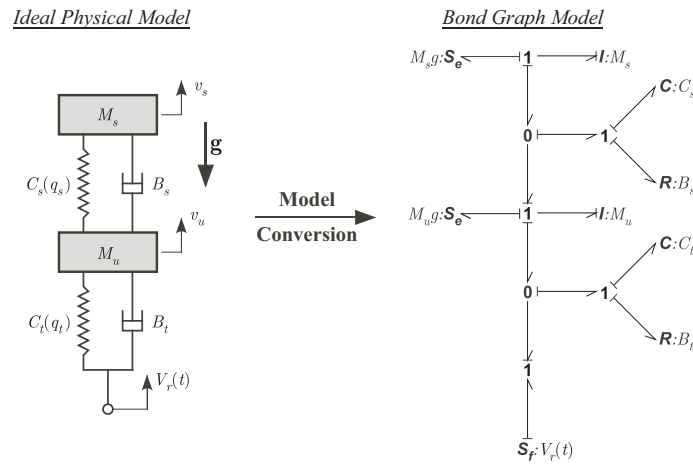 Ideal Physical Model
v_s
M_s
g
C_s(q_s)
B_s
v_u
M_u
C_t(q_t)
B_t
V_r(t)
Model
Conversion
Bond Graph Model
M_s g:S_e 1 I:M_s
C:C_s
0 1
R:B_s
M_u g:S_e 1 I:M_u
C:C_t
0 1
R:B_t
1
S_f:V_r(t)